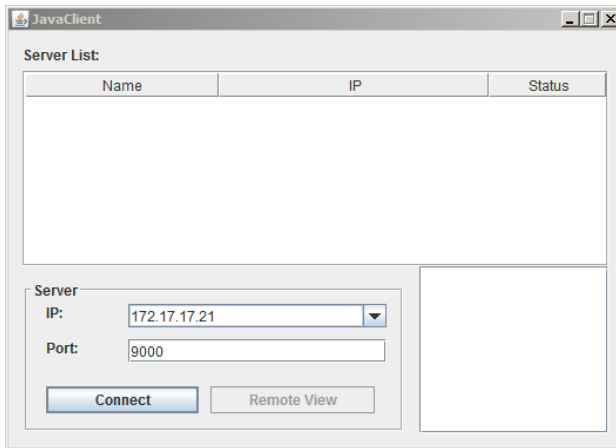 JavaClient
Server List:
Name IP Status
Server
IP: 172.17.17.21
Port: 9000
Connect Remote View